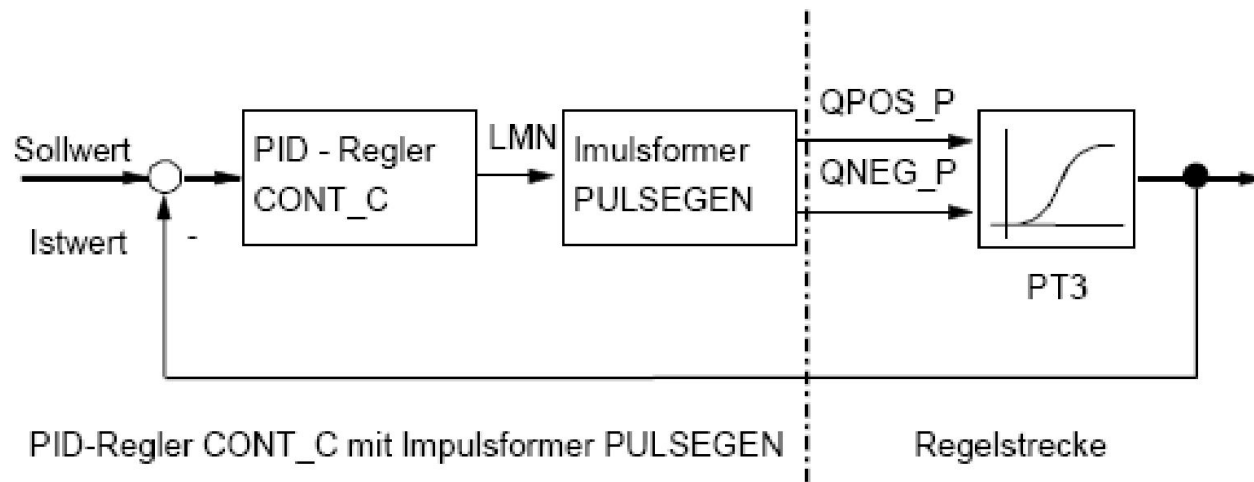 QPOS_P
Sollwert
PID - Regler
LMN
Imulsformer
CONT_C
PULSEGEN
QNEG_P
Istwert
-
PT3
PID-Regler CONT_C mit Impulsformer PULSEGEN
Regelstrecke